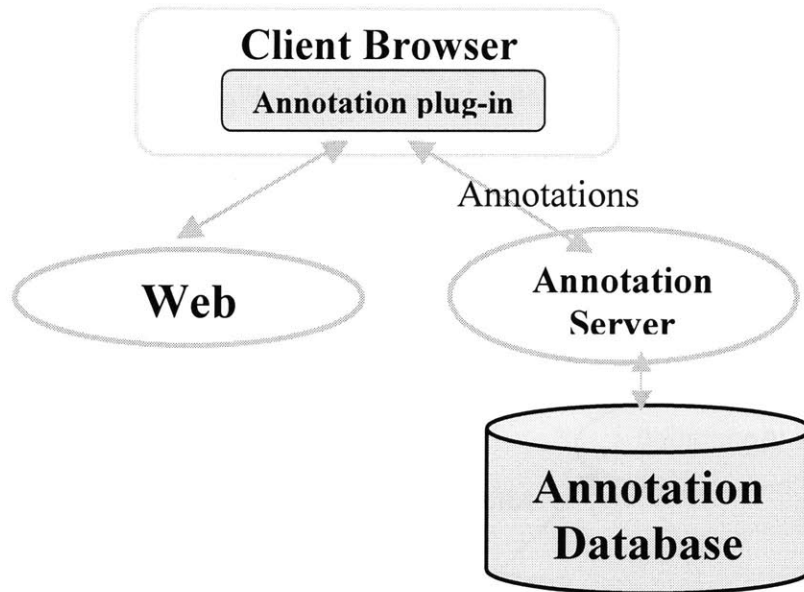 Client Browser
Annotation plug-in
Annotations
Web
Annotation
Server
Annotation
Database